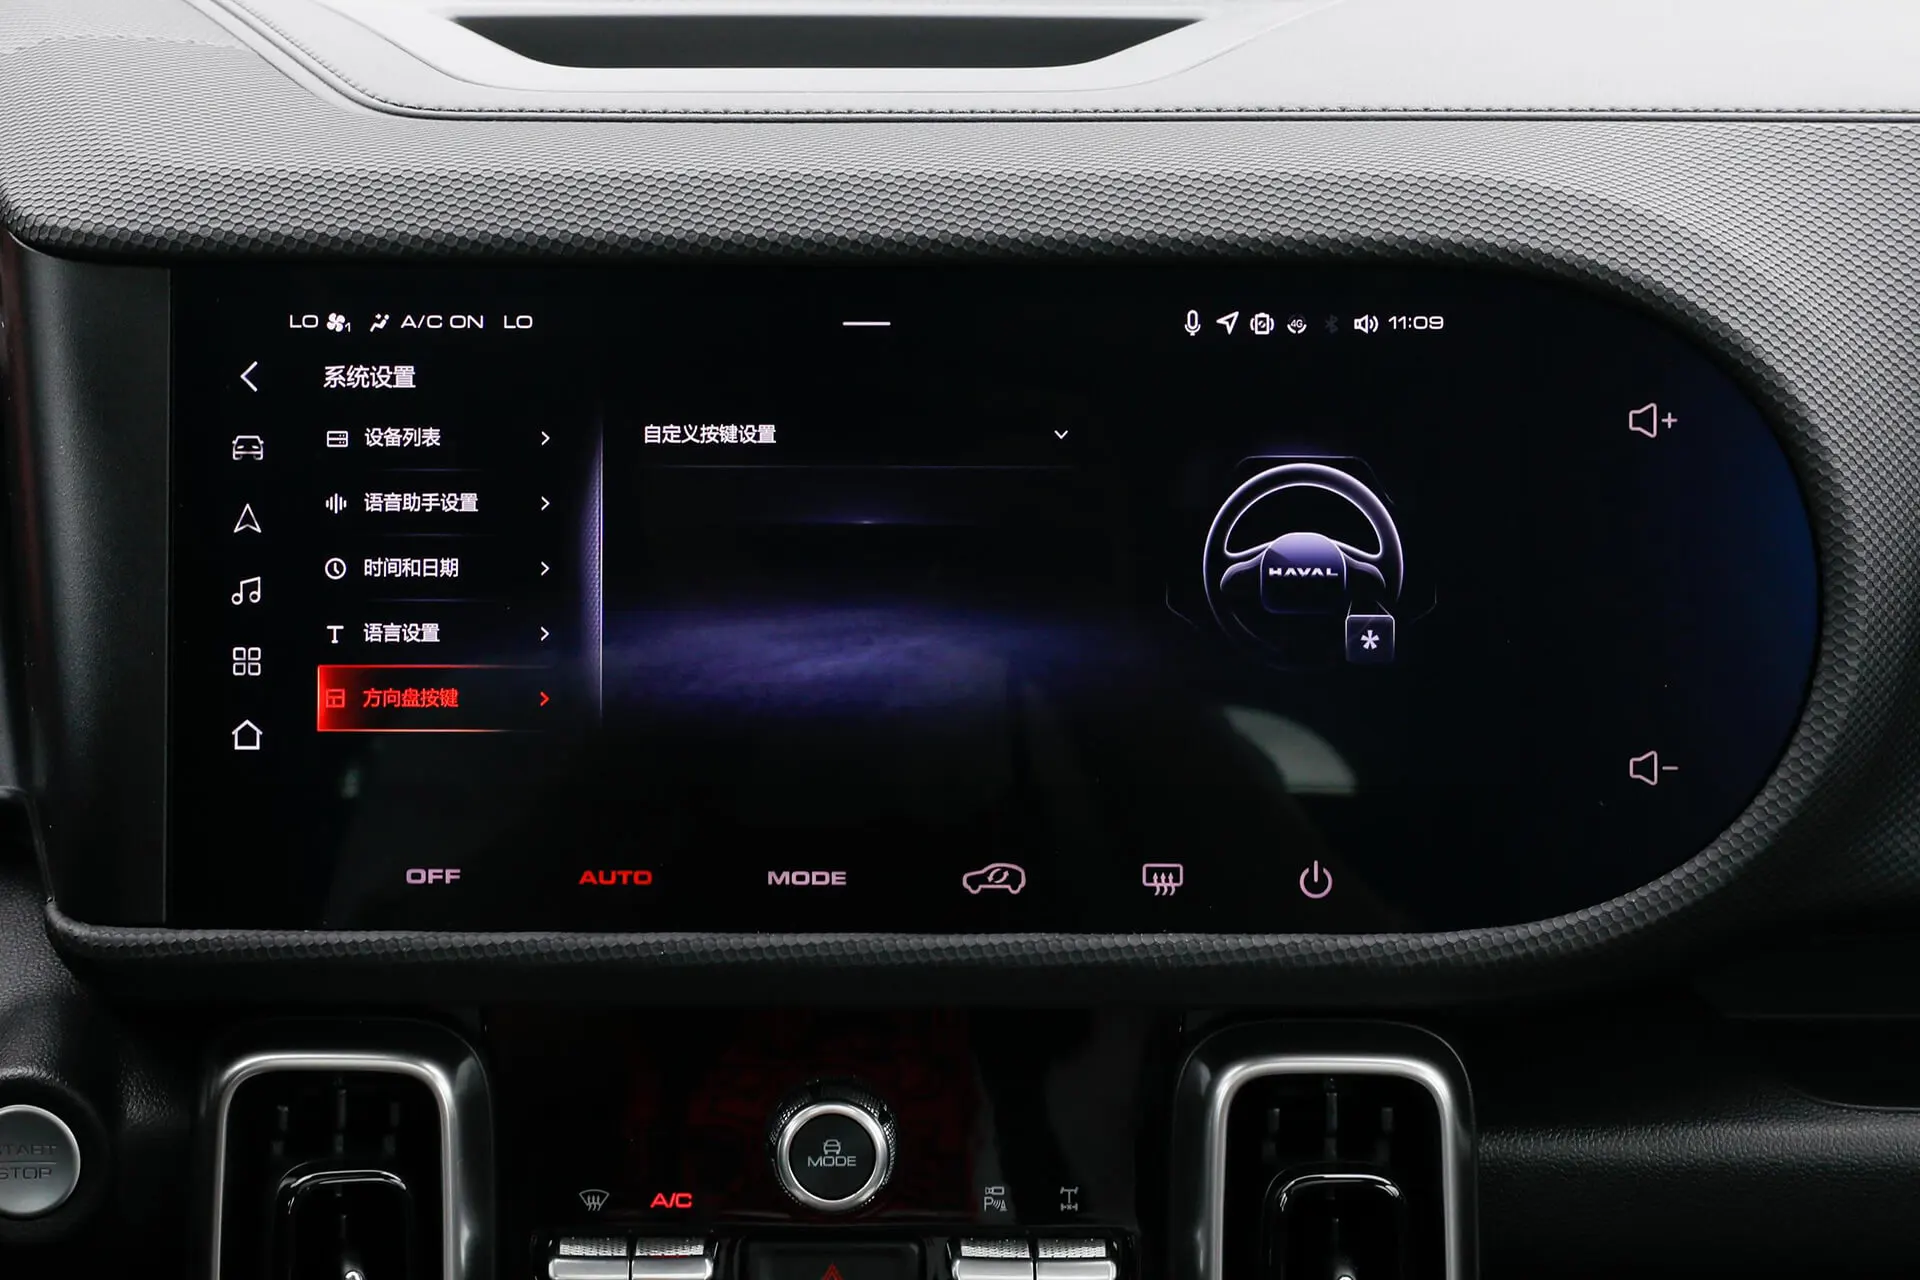 LO 1 A/C ON LO
4G 11:09
系统设置
设备列表
语音助手设置
时间和日期
语言设置
方向盘按键
自定义按键设置
HAVAL
*
+
-
OFF AUTO MODE
MODE
START
STOP
A/C
P